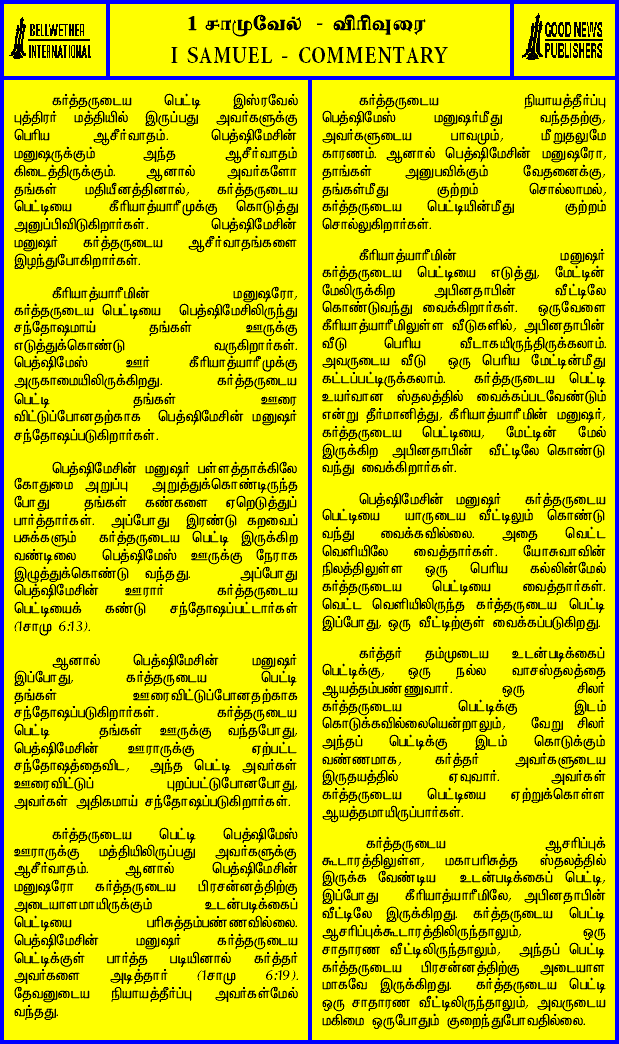 BELLWETHER
INTERNATIONAL
1 சாமுவேல் - விரிவுரை
I SAMUEL - COMMENTARY
GOOD NEWS
PUBLISHERS
கர்த்தருடைய பெட்டி இஸ்ரவேல்
புத்திரர் மத்தியில் இருப்பது அவர்களுக்கு
பெரிய ஆசீர்வாதம். பெத்ஷிமேசின்
மனுஷருக்கும் அந்த ஆசீர்வாதம்
கிடைத்திருக்கும். ஆனால் அவர்களோ
தங்கள் மதியீனத்தினால், கர்த்தருடைய
பெட்டியை கீரியாத்யாரீமுக்கு கொடுத்து
அனுப்பிவிடுகிறார்கள். பெத்ஷிமேசின்
மனுஷர் கர்த்தருடைய ஆசீர்வாதங்களை
இழந்துபோகிறார்கள்.
கீரியாத்யாரீமின் மனுஷரோ,
கர்த்தருடைய பெட்டியை பெத்ஷிமேசிலிருந்து
சந்தோஷமாய் தங்கள் ஊருக்கு
எடுத்துக்கொண்டு வருகிறார்கள்.
பெத்ஷிமேஸ் ஊர் கீரியாத்யாரீமுக்கு
அருகாமையிலிருக்கிறது. கர்த்தருடைய
பெட்டி தங்கள் ஊரை
விட்டுப்போனதற்காக பெத்ஷிமேசின் மனுஷர்
சந்தோஷப்படுகிறார்கள்.
பெத்ஷிமேசின் மனுஷர் பள்ளத்தாக்கிலே
கோதுமை அறுப்பு அறுத்துக்கொண்டிருந்த
போது தங்கள் கண்களை ஏறெடுத்துப்
பார்த்தார்கள். அப்போது இரண்டு கறவைப்
பசுக்களும் கர்த்தருடைய பெட்டி இருக்கிற
வண்டிலை பெத்ஷிமேஸ் ஊருக்கு நேராக
இழுத்துக்கொண்டு வந்தது. அப்போது
பெத்ஷிமேசின் ஊரார் கர்த்தருடைய
பெட்டியைக் கண்டு சந்தோஷப்பட்டார்கள்
(1சாமு 6:13).
ஆனால் பெத்ஷிமேசின் மனுஷர்
இப்போது, கர்த்தருடைய பெட்டி
தங்கள் ஊரைவிட்டுப்போனதற்காக
சந்தோஷப்படுகிறார்கள். கர்த்தருடைய
பெட்டி தங்கள் ஊருக்கு வந்தபோது,
பெத்ஷிமேசின் ஊராருக்கு ஏற்பட்ட
சந்தோஷத்தைவிட, அந்த பெட்டி அவர்கள்
ஊரைவிட்டுப் புறப்பட்டுபோனபோது,
அவர்கள் அதிகமாய் சந்தோஷப்படுகிறார்கள்.
கர்த்தருடைய பெட்டி பெத்ஷிமேஸ்
ஊராருக்கு மத்தியிலிருப்பது அவர்களுக்கு
ஆசீர்வாதம். ஆனால் பெத்ஷிமேசின்
மனுஷரோ கர்த்தருடைய பிரசன்னத்திற்கு
அடையாளமாயிருக்கும் உடன்படிக்கைப்
பெட்டியை பரிசுத்தம்பண்ணவில்லை.
பெத்ஷிமேசின் மனுஷர் கர்த்தருடைய
பெட்டிக்குள் பார்த்த படியினால் கர்த்தர்
அவர்களை அடித்தார் (1சாமு 6:19).
தேவனுடைய நியாயத்தீர்ப்பு அவர்கள்மேல்
வந்தது.
கர்த்தருடைய நியாயத்தீர்ப்பு
பெத்ஷிமேஸ் மனுஷர்மீது வந்ததற்கு,
அவர்களுடைய பாவமும், மீறுதலுமே
காரணம். ஆனால் பெத்ஷிமேசின் மனுஷரோ,
தாங்கள் அனுபவிக்கும் வேதனைக்கு,
தங்கள்மீது குற்றம் சொல்லாமல்,
கர்த்தருடைய பெட்டியின்மீது குற்றம்
சொல்லுகிறார்கள்.
கீரியாத்யாரீமின் மனுஷர்
கர்த்தருடைய பெட்டியை எடுத்து, மேட்டின்
மேலிருக்கிற அபினதாபின் வீட்டிலே
கொண்டுவந்து வைக்கிறார்கள். ஒருவேளை
கீரியாத்யாரீமிலுள்ள வீடுகளில், அபினதாபின்
வீடு பெரிய வீடாகயிருந்திருக்கலாம்.
அவருடைய வீடு ஒரு பெரிய மேட்டின்மீது
கட்டப்பட்டிருக்கலாம். கர்த்தருடைய பெட்டி
உயர்வான ஸ்தலத்தில் வைக்கப்படவேண்டும்
என்று தீர்மானித்து, கீரியாத்யாரீமின் மனுஷர்,
கர்த்தருடைய பெட்டியை, மேட்டின் மேல்
இருக்கிற அபினதாபின் வீட்டிலே கொண்டு
வந்து வைக்கிறார்கள்.
பெத்ஷிமேசின் மனுஷர் கர்த்தருடைய
பெட்டியை யாருடைய வீட்டிலும் கொண்டு
வந்து வைக்கவில்லை. அதை வெட்ட
வெளியிலே வைத்தார்கள். யோசுவாவின்
நிலத்திலுள்ள ஒரு பெரிய கல்லின்மேல்
கர்த்தருடைய பெட்டியை வைத்தார்கள்.
வெட்ட வெளியிலிருந்த கர்த்தருடைய பெட்டி
இப்போது, ஒரு வீட்டிற்குள் வைக்கப்படுகிறது.
கர்த்தர் தம்முடைய உடன்படிக்கைப்
பெட்டிக்கு, ஒரு நல்ல வாசஸ்தலத்தை
ஆயத்தம்பண்ணுவார். ஒரு சிலர்
கர்த்தருடைய பெட்டிக்கு இடம்
கொடுக்கவில்லையென்றாலும், வேறு சிலர்
அந்தப் பெட்டிக்கு இடம் கொடுக்கும்
வண்ணமாக, கர்த்தர் அவர்களுடைய
இருதயத்தில் ஏவுவார். அவர்கள்
கர்த்தருடைய பெட்டியை ஏற்றுக்கொள்ள
ஆயத்தமாயிருப்பார்கள்.
கர்த்தருடைய ஆசரிப்புக்
கூடாரத்திலுள்ள, மகாபரிசுத்த ஸ்தலத்தில்
இருக்க வேண்டிய உடன்படிக்கைப் பெட்டி,
இப்போது கீரியாத்யாரீமிலே, அபினதாபின்
வீட்டிலே இருக்கிறது. கர்த்தருடைய பெட்டி
ஆசரிப்புக்கூடாரத்திலிருந்தாலும், ஒரு
சாதாரண வீட்டிலிருந்தாலும், அந்தப் பெட்டி
கர்த்தருடைய பிரசன்னத்திற்கு அடையாள
மாகவே இருக்கிறது. கர்த்தருடைய பெட்டி
ஒரு சாதாரண வீட்டிலிருந்தாலும், அவருடைய
மகிமை ஒருபோதும் குறைந்துபோவதில்லை.